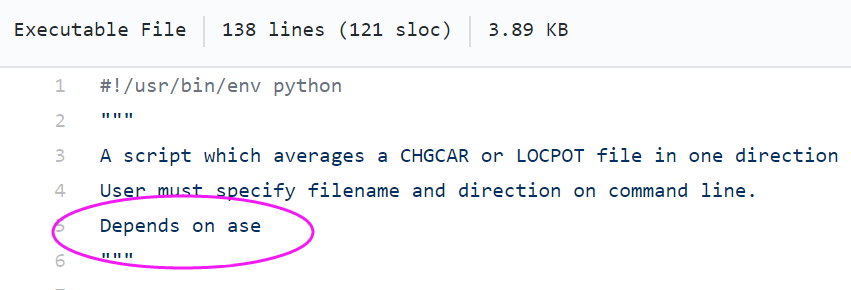 Executable File 138 lines (121 sloc) 3.89 KB
1 #!/usr/bin/env python
2 """
3 A script which averages a CHGCAR or LOCPOT file in one direction
4 User must specify filename and direction on command line.
5 Depends on ase
6 """